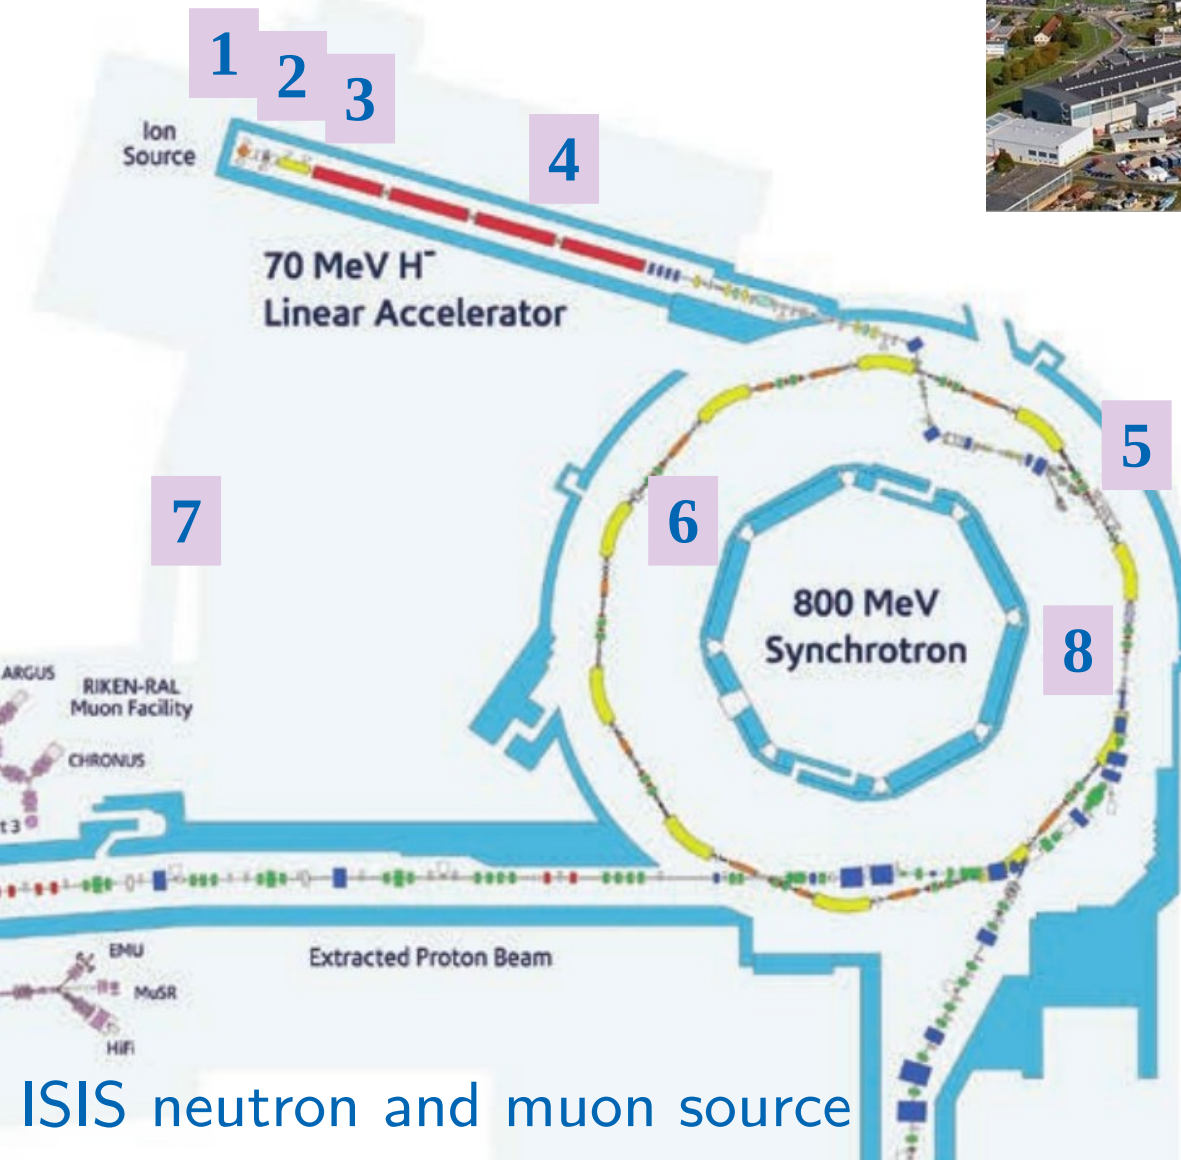 1
2
3
4
Ion
Source
70 MeV H⁻
Linear Accelerator
5
6
7
800 MeV
Synchrotron
8
ARGUS
RIKEN-RAL
Muon Facility
CHRONUS
t 3
EMU
Extracted Proton Beam
MuSR
HiFi
ISIS neutron and muon source